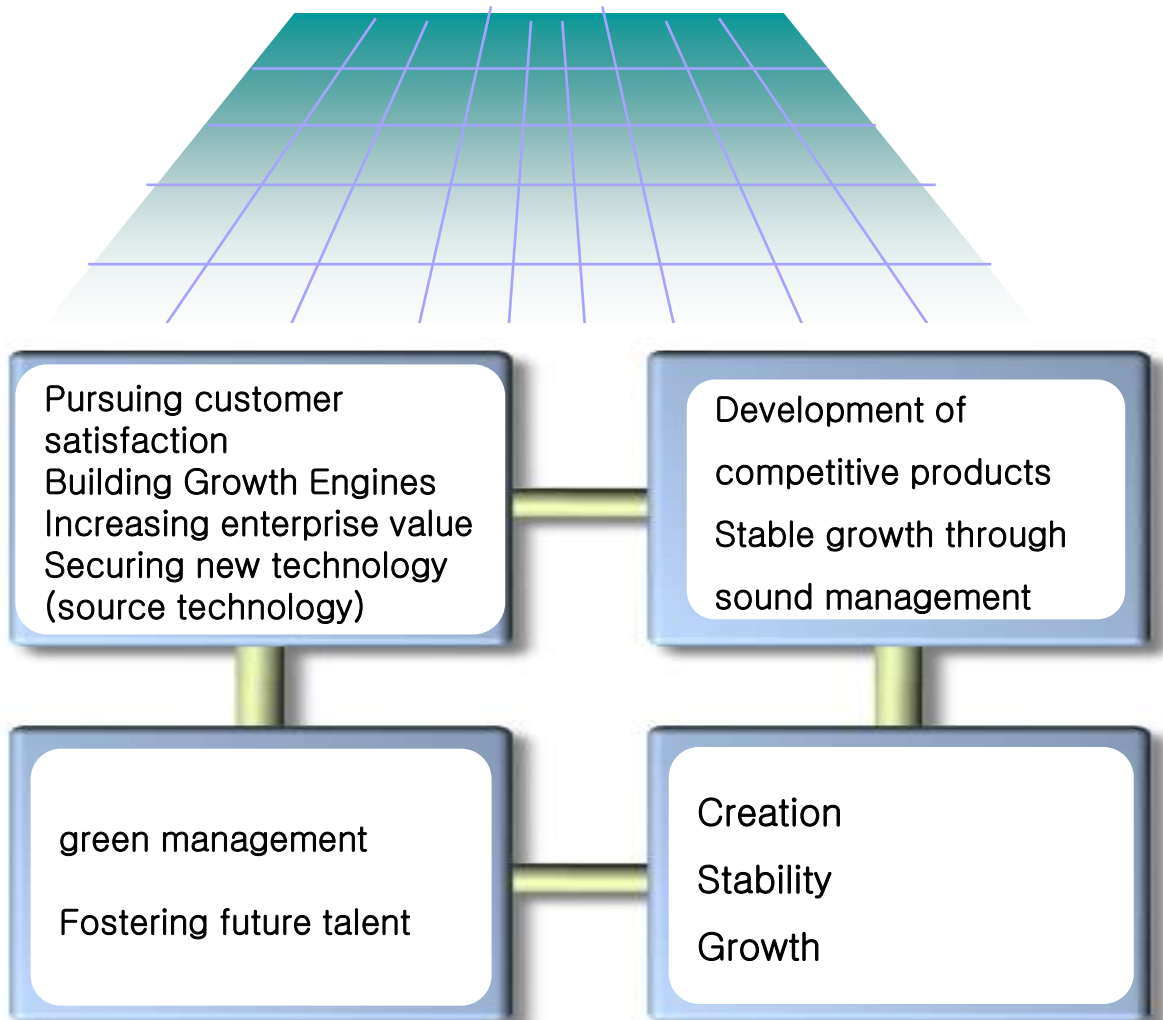 Pursuing customer
satisfaction
Building Growth Engines
Increasing enterprise value
Securing new technology
(source technology)
Development of
competitive products
Stable growth through
sound management
green management
Fostering future talent
Creation
Stability
Growth